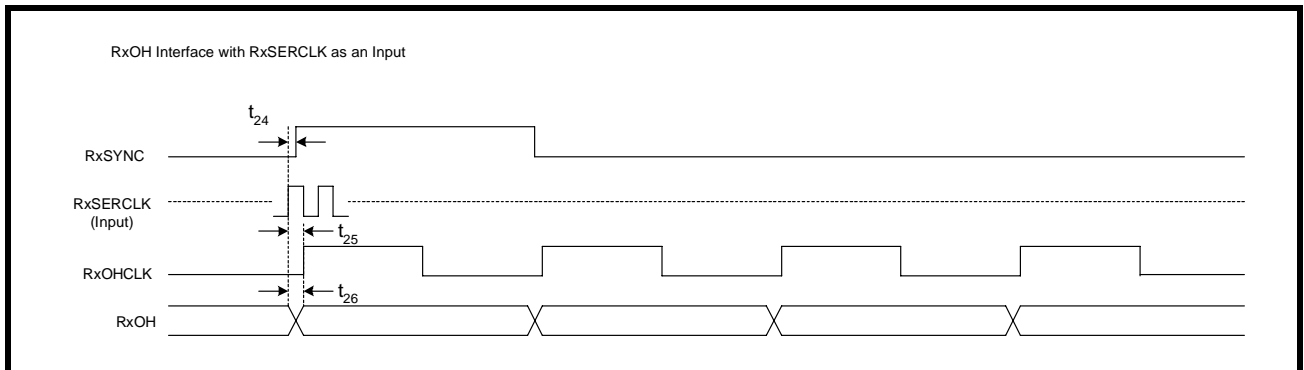 RxOH Interface with RxSERCLK as an Input
t24
RxSYNC
RxSERCLK
(Input)
t25
RxOHCLK
t26
RxOH